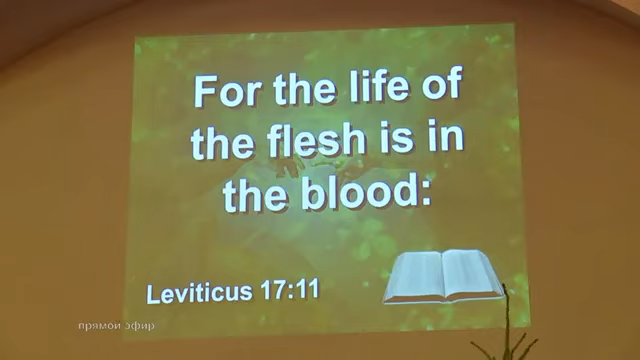 For the life of
the flesh is in
the blood:
Leviticus 17:11
прямой эфир